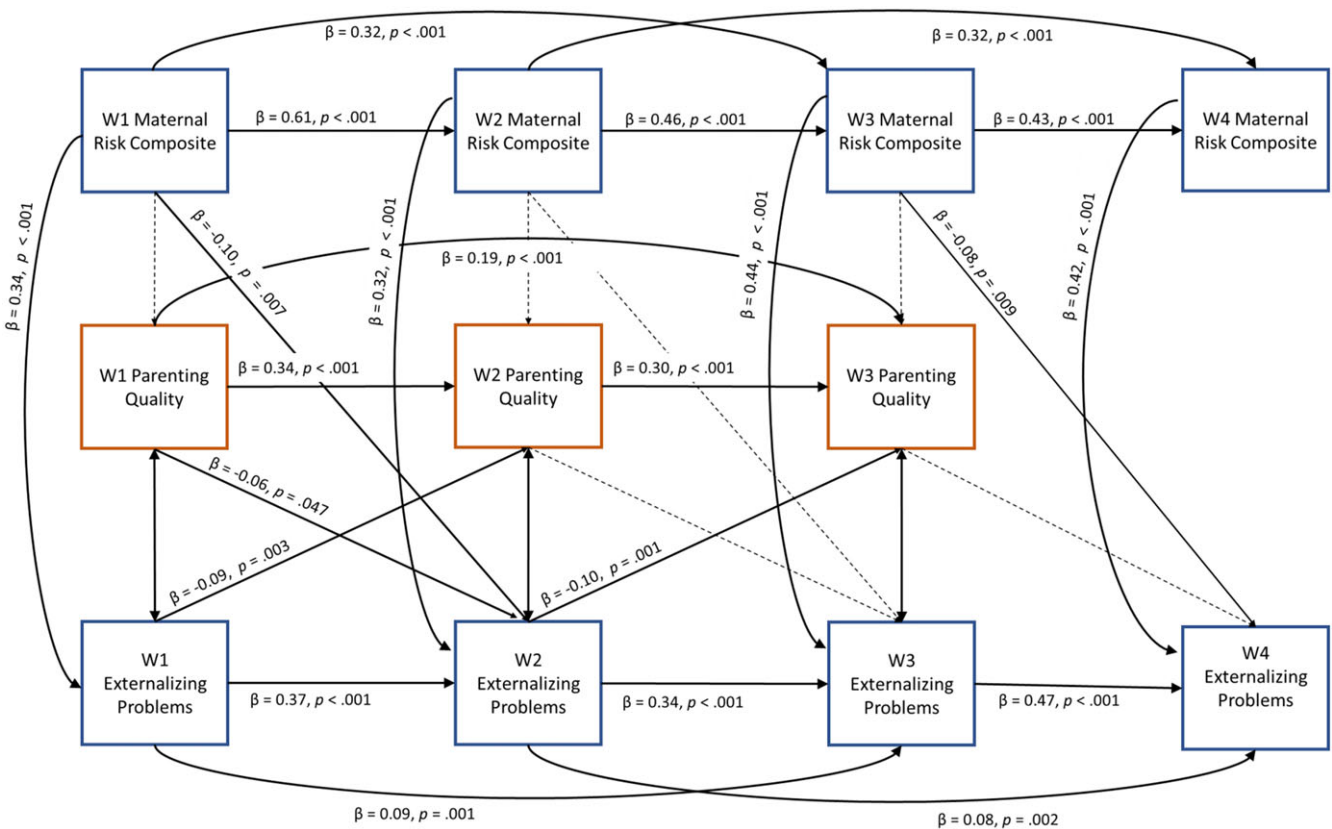 β = 0.32, p < .001
β = 0.32, p < .001
W1 Maternal
Risk Composite
β = 0.61, p < .001
W2 Maternal
Risk Composite
β = 0.46, p < .001
W3 Maternal
Risk Composite
β = 0.43, p < .001
W4 Maternal
Risk Composite
β = 0.34, p < .001
β = -0.10, p = .007
β = 0.32, p < .001
β = 0.19, p < .001
β = 0.44, p < .001
β = -0.08, p = .009
β = 0.42, p < .001
W1 Parenting
Quality
β = 0.34, p < .001
W2 Parenting
Quality
β = 0.30, p < .001
W3 Parenting
Quality
β = -0.06, p = .047
β = -0.09, p = .003
β = -0.10, p = .001
W1
Externalizing
Problems
β = 0.37, p < .001
W2
Externalizing
Problems
β = 0.34, p < .001
W3
Externalizing
Problems
β = 0.47, p < .001
W4
Externalizing
Problems
β = 0.09, p = .001
β = 0.08, p = .002